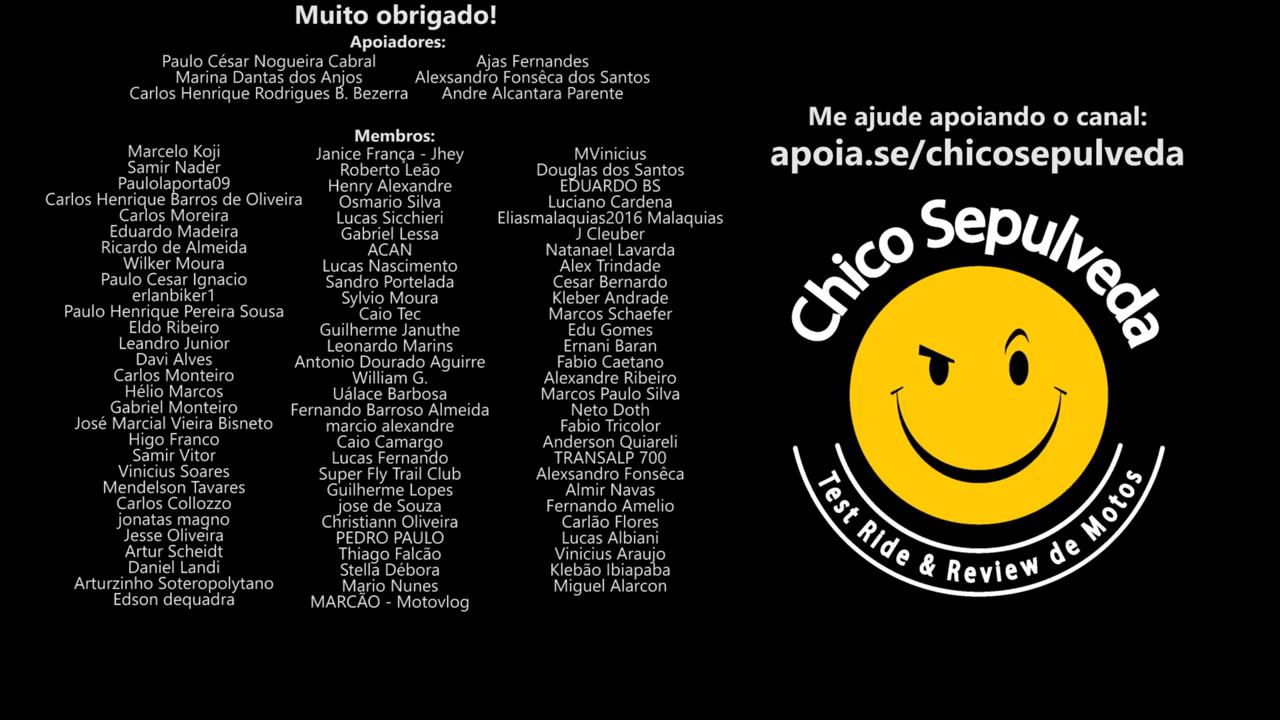 Muito obrigado!
Apoiadores:
Paulo César Nogueira Cabral
Marina Dantas dos Anjos
Carlos Henrique Rodrigues B. Bezerra
Ajas Fernandes
Alexsandro Fonsêca dos Santos
Andre Alcantara Parente
Membros:
Marcelo Koji
Samir Nader
Paulolaporta09
Carlos Henrique Barros de Oliveira
Carlos Moreira
Eduardo Madeira
Ricardo de Almeida
Wilker Moura
Paulo Cesar Ignacio
erlanbiker1
Paulo Henrique Pereira Sousa
Eldo Ribeiro
Leandro Junior
Davi Alves
Carlos Monteiro
Hélio Marcos
Gabriel Monteiro
José Marcial Vieira Bisneto
Higo Franco
Samir Vitor
Vinicius Soares
Mendelson Tavares
Carlos Collozzo
jonatas magno
Jesse Oliveira
Artur Scheidt
Daniel Landi
Arturzinho Soteropolytano
Edson dequadra
Janice França - Jhey
Roberto Leão
Henry Alexandre
Osmario Silva
Lucas Sicchieri
Gabriel Lessa
ACAN
Lucas Nascimento
Sandro Portelada
Sylvio Moura
Caio Tec
Guilherme Januthe
Leonardo Marins
Antonio Dourado Aguirre
William G.
Uálace Barbosa
Fernando Barroso Almeida
marcio alexandre
Caio Camargo
Lucas Fernando
Super Fly Trail Club
Guilherme Lopes
jose de Souza
Christiann Oliveira
PEDRO PAULO
Thiago Falcão
Stella Débora
Mario Nunes
MARCÃO - Motovlog
MVinicius
Douglas dos Santos
EDUARDO BS
Luciano Cardena
Eliasmalaquias2016 Malaquias
J Cleuber
Natanael Lavarda
Alex Trindade
Cesar Bernardo
Kleber Andrade
Marcos Schaefer
Edu Gomes
Ernani Baran
Fabio Caetano
Alexandre Ribeiro
Marcos Paulo Silva
Neto Doth
Fabio Tricolor
Anderson Quiareli
TRANSALP 700
Alexsandro Fonsêca
Almir Navas
Fernando Amelio
Carlão Flores
Lucas Albiani
Vinicius Araujo
Klebão Ibiapaba
Miguel Alarcon
Me ajude apoiando o canal:
apoia.se/chicosepulveda
Chico Sepulveda
Test Ride & Review de Motos